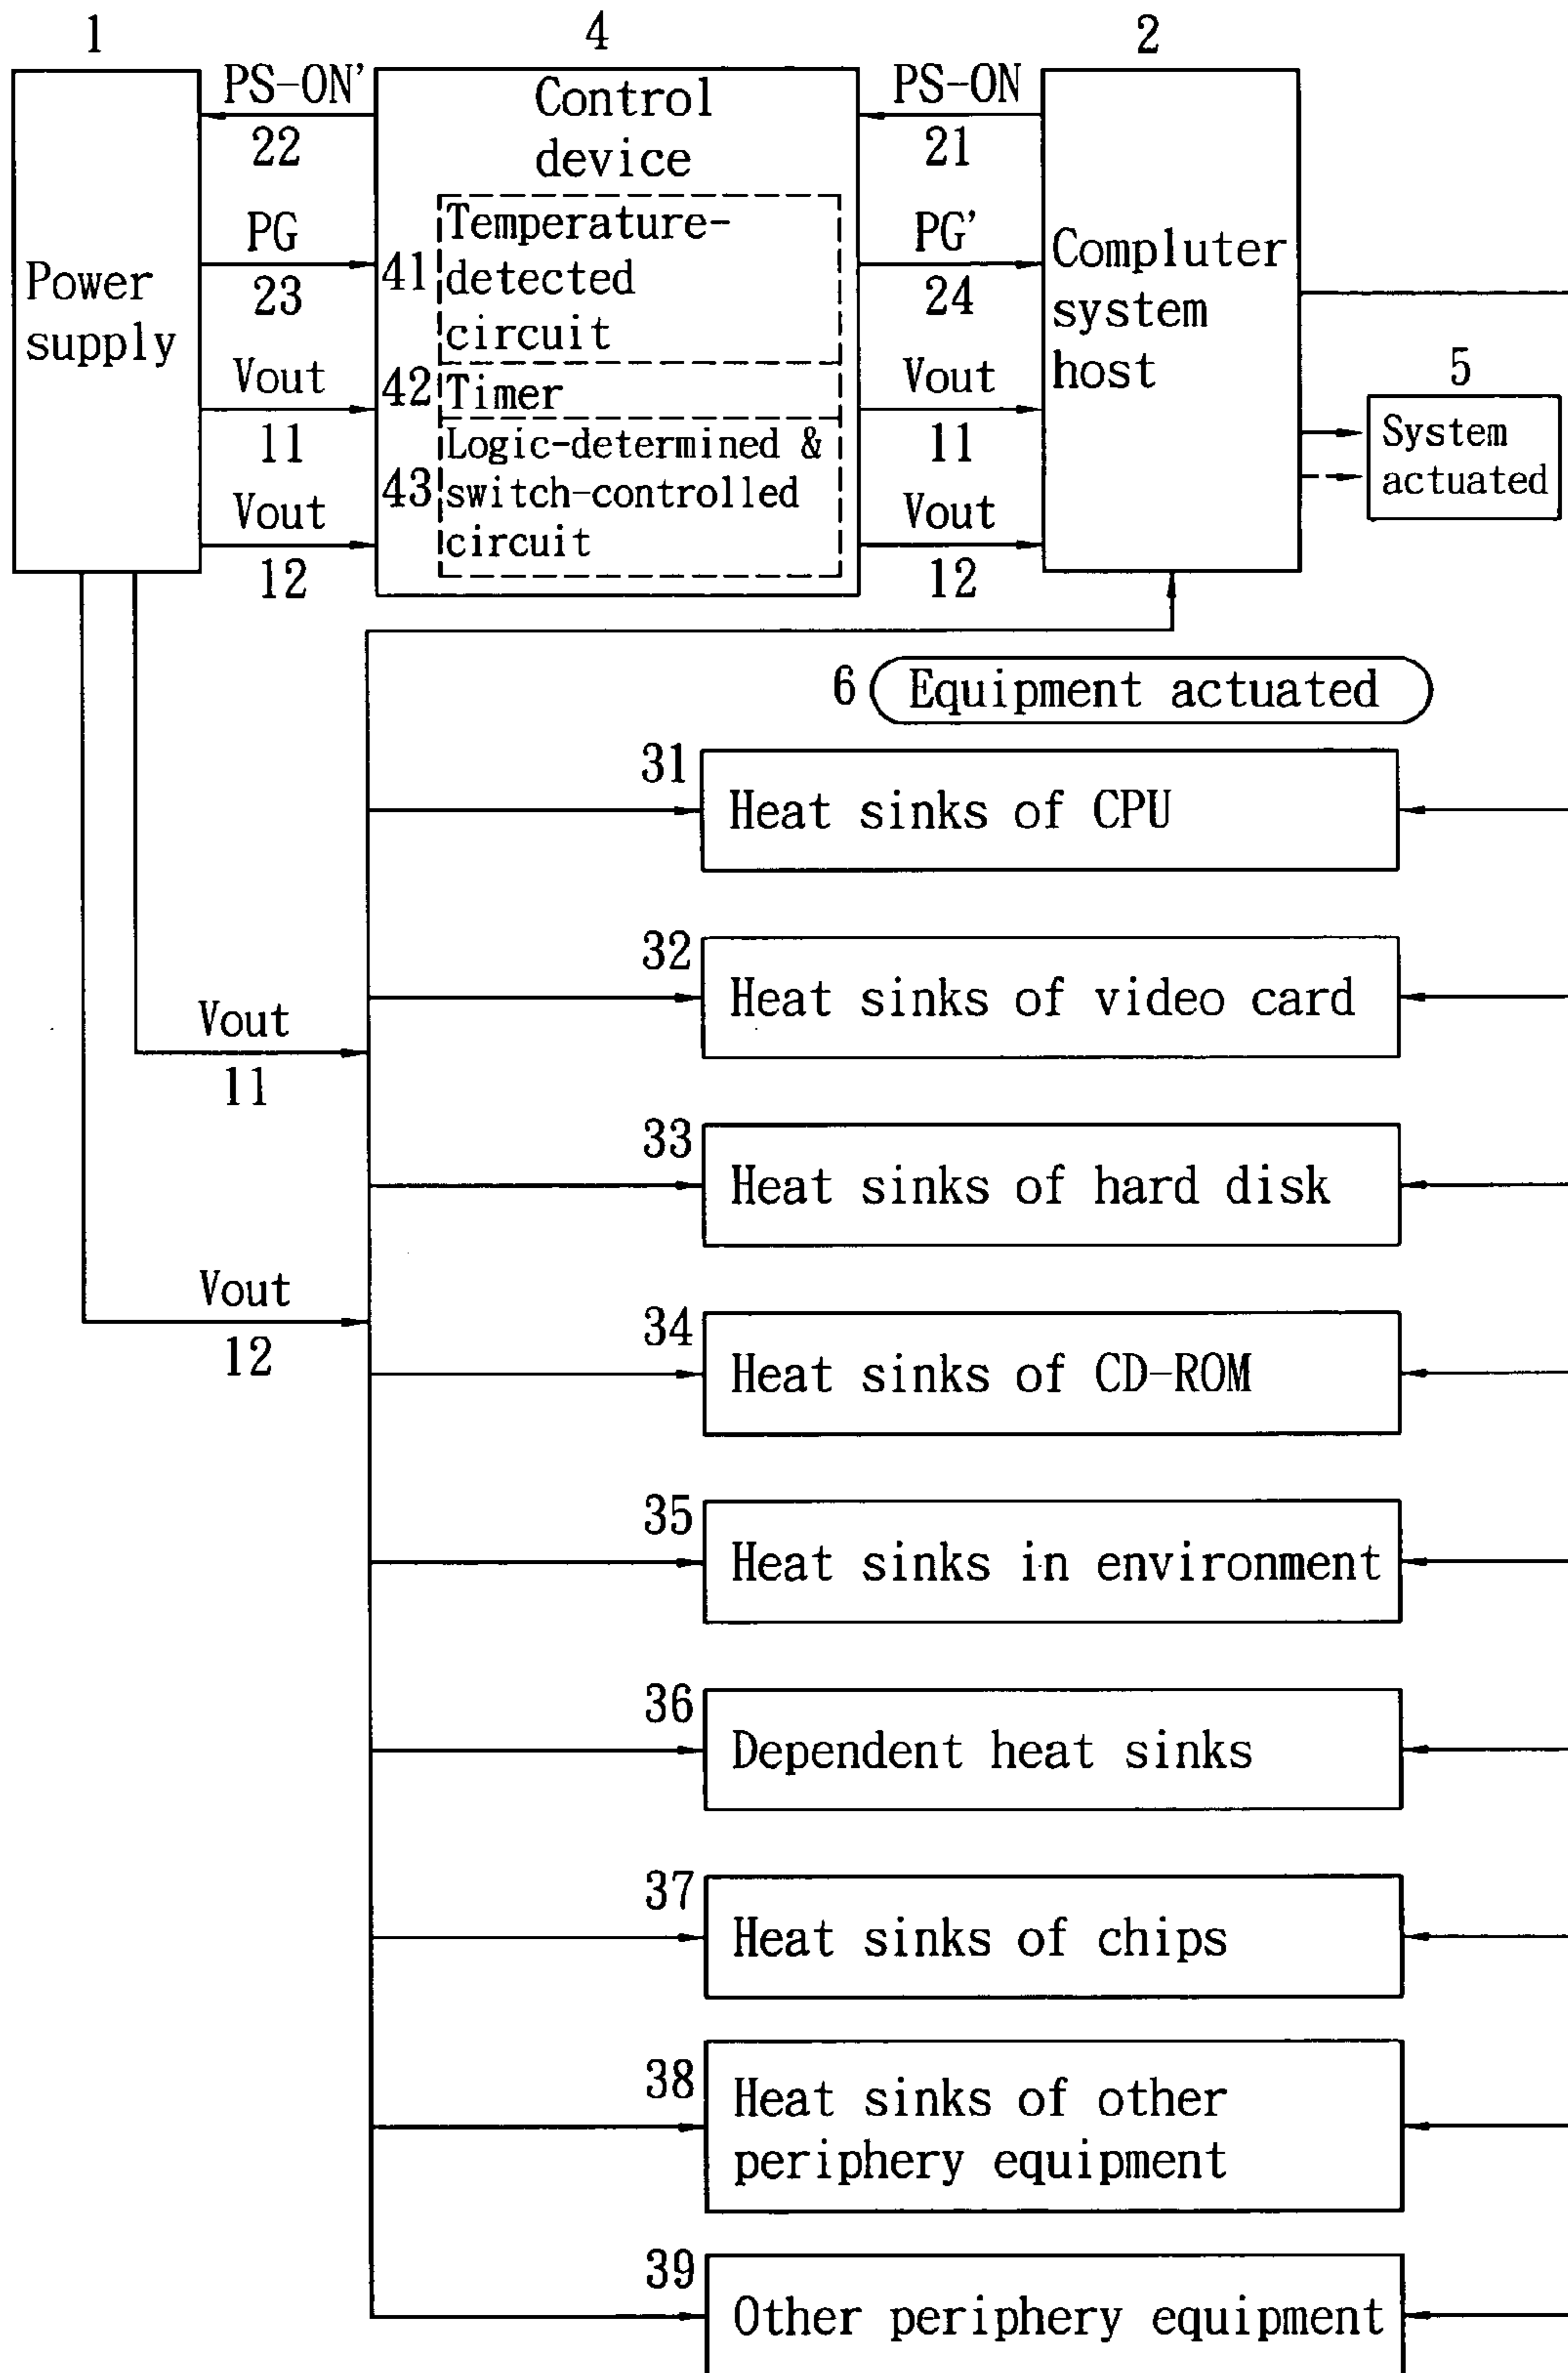 1
4
2
PS-ON'
22
PG
23
Vout
11
Vout
12
Power
supply
Control
device
41
Temperature-
detected
circuit
42
Timer
43
Logic-determined &
switch-controlled
circuit
PS-ON
21
PG'
24
Vout
11
Vout
12
Compluter
system
host
5
System
actuated
6
Equipment actuated
31
Heat sinks of CPU
32
Heat sinks of video card
Vout
11
33
Heat sinks of hard disk
Vout
12
34
Heat sinks of CD-ROM
35
Heat sinks in environment
36
Dependent heat sinks
37
Heat sinks of chips
38
Heat sinks of other
periphery equipment
39
Other periphery equipment